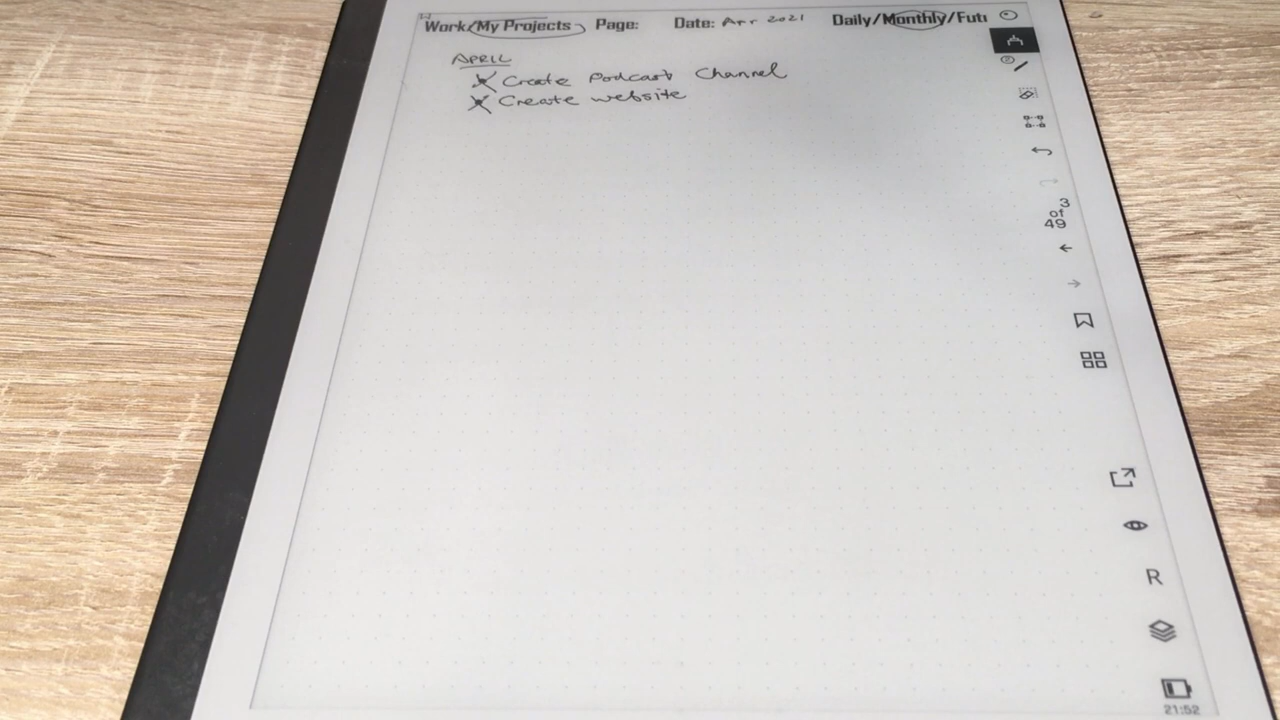 Work/My Projects Page: Date: Apr 2021 Daily/Monthly/Futu
APRIL
X Create Podcast Channel
X Create website
3
of
49
R
21:52